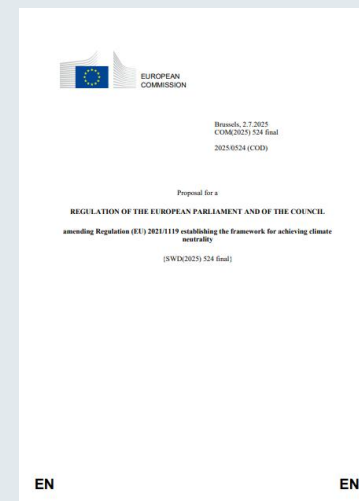 EUROPEAN
COMMISSION
Brussels, 2.7.2025
COM(2025) 524 final
2025/0524 (COD)
Proposal for a
REGULATION OF THE EUROPEAN PARLIAMENT AND OF THE COUNCIL
amending Regulation (EU) 2021/1119 establishing the framework for achieving climate
neutrality
{SWD(2025) 524 final}
EN
EN